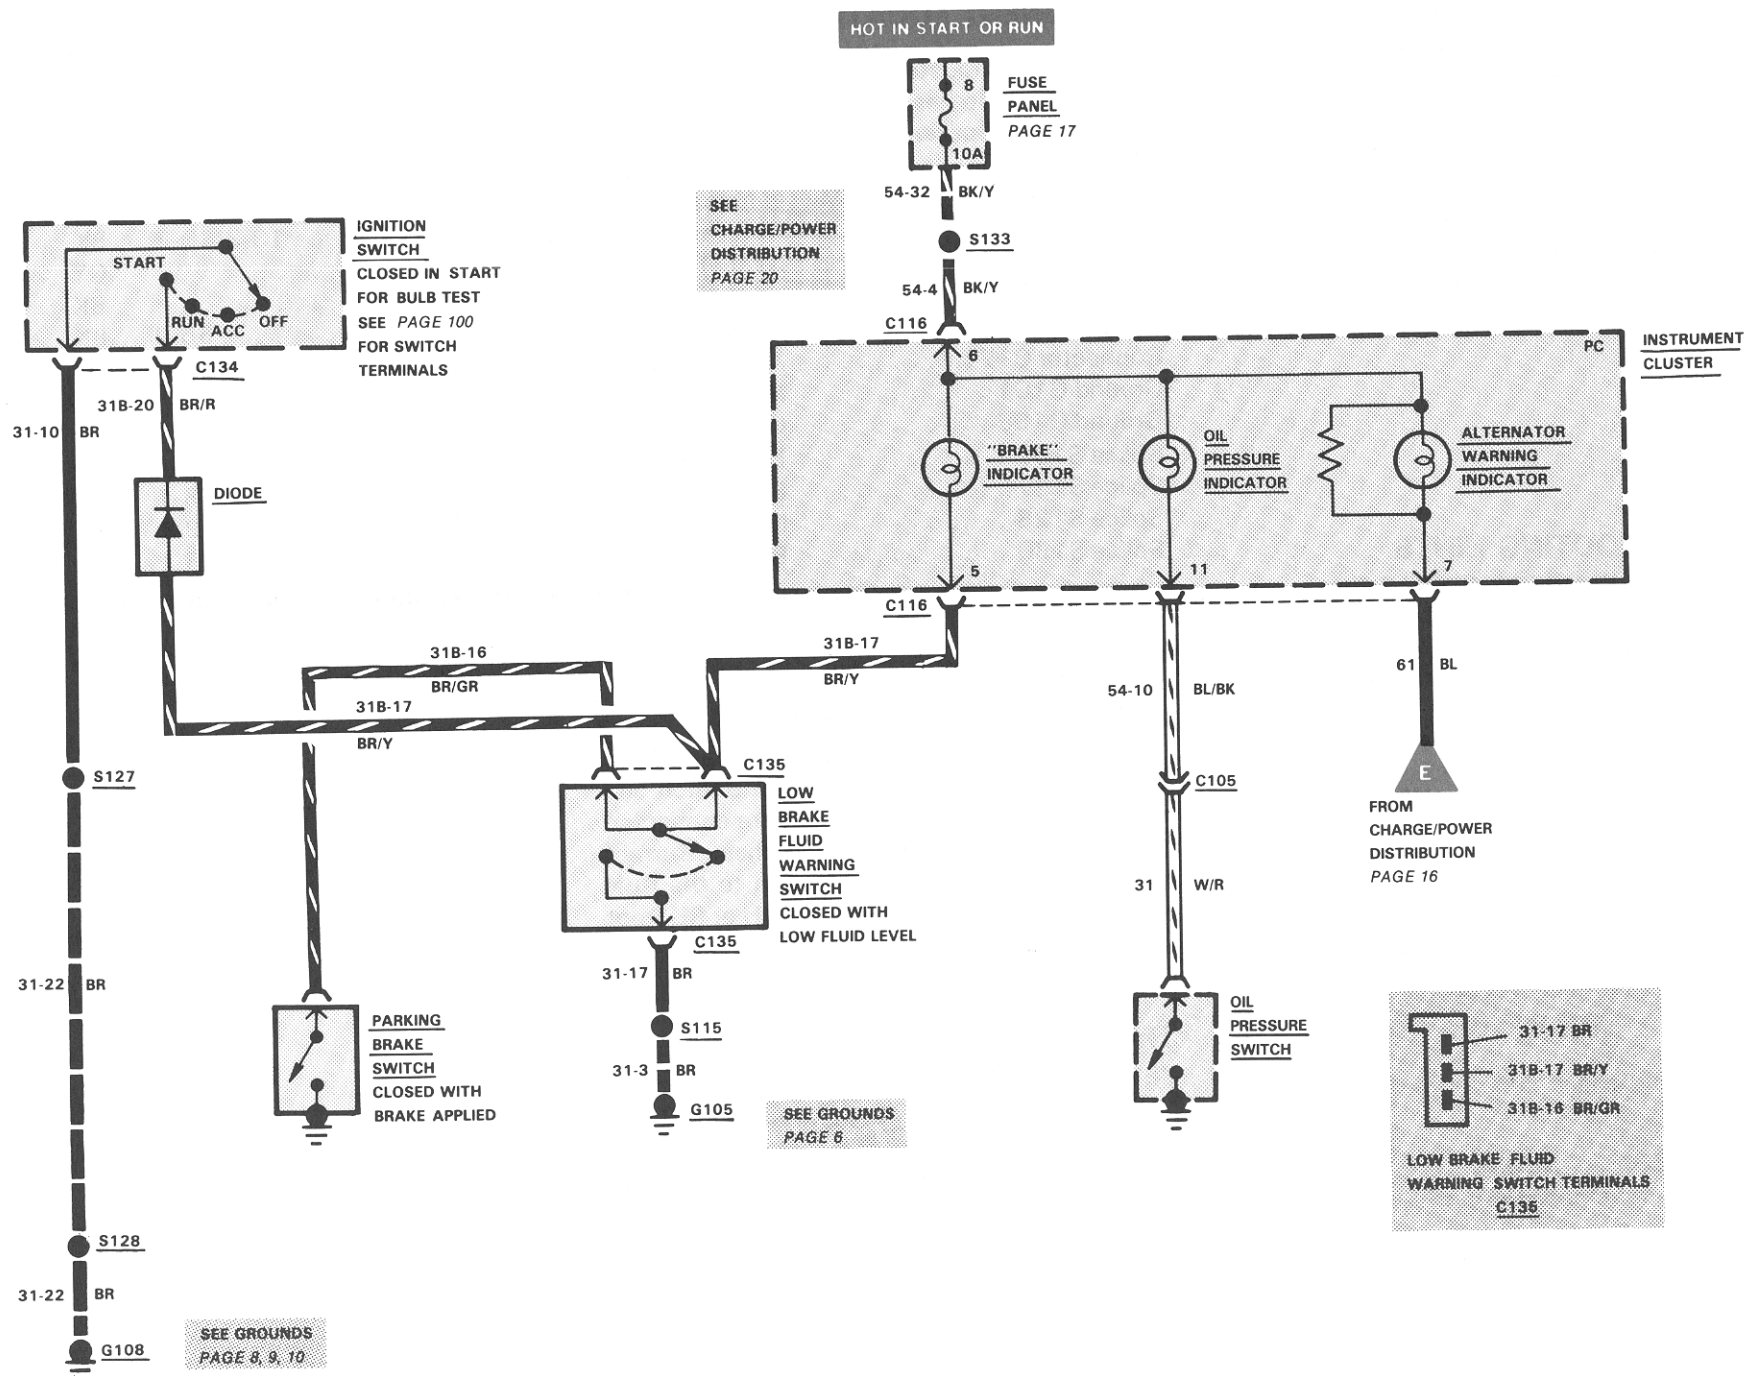 HOT IN START OR RUN
8
FUSE
PANEL
PAGE 17
10A
54-32
BK/Y
S133
54-4
BK/Y
C116
SEE
CHARGE/POWER
DISTRIBUTION
PAGE 20
IGNITION
SWITCH
CLOSED IN START
FOR BULB TEST
SEE PAGE 100
FOR SWITCH
TERMINALS
START
RUN
ACC
OFF
C134
31B-20
BR/R
31-10
BR
DIODE
6
PC
INSTRUMENT
CLUSTER
"BRAKE"
INDICATOR
OIL
PRESSURE
INDICATOR
ALTERNATOR
WARNING
INDICATOR
5
11
7
C116
31B-16
BR/GR
31B-17
BR/Y
31B-17
BR/Y
54-10
BL/BK
61
BL
E
FROM
CHARGE/POWER
DISTRIBUTION
PAGE 16
C105
31
W/R
S127
C135
LOW
BRAKE
FLUID
WARNING
SWITCH
CLOSED WITH
LOW FLUID LEVEL
C135
31-17
BR
S115
31-3
BR
G105
SEE GROUNDS
PAGE 6
31-22
BR
PARKING
BRAKE
SWITCH
CLOSED WITH
BRAKE APPLIED
OIL
PRESSURE
SWITCH
31-17 BR
31B-17 BR/Y
31B-16 BR/GR
LOW BRAKE FLUID
WARNING SWITCH TERMINALS
C135
S128
31-22
BR
G108
SEE GROUNDS
PAGE 8, 9, 10